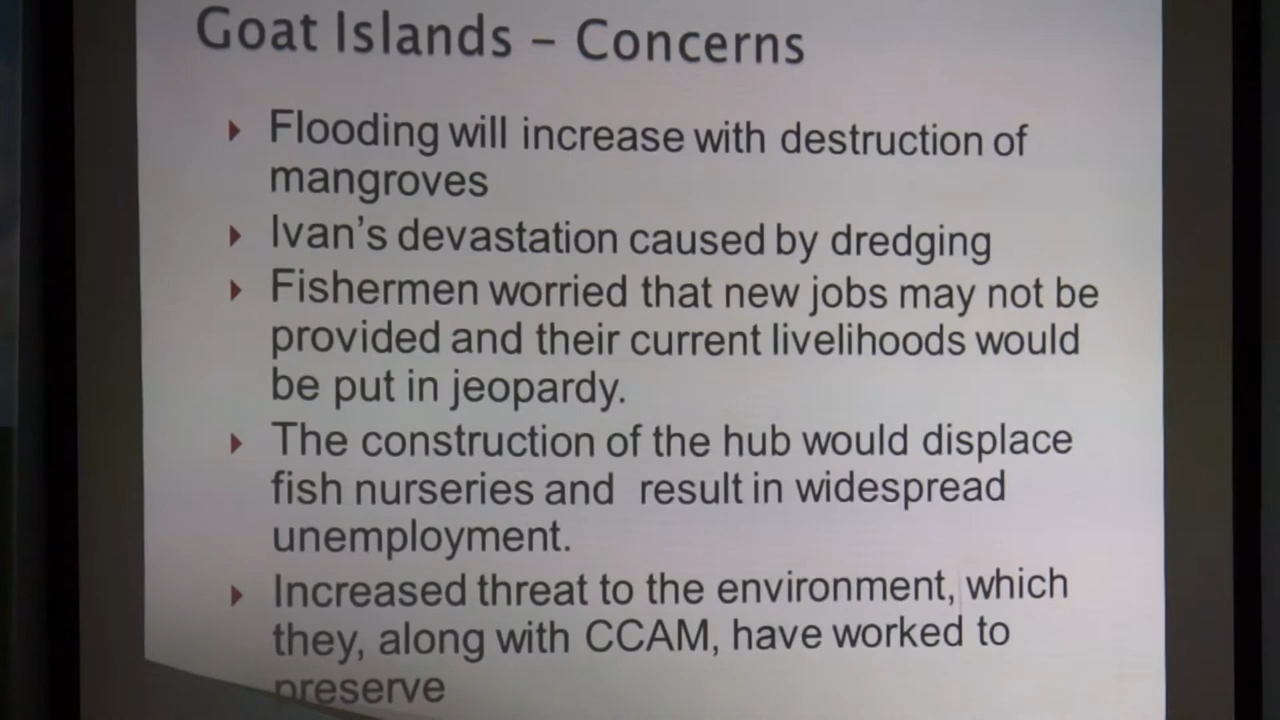 Goat Islands – Concerns
Flooding will increase with destruction of
mangroves
Ivan's devastation caused by dredging
Fishermen worried that new jobs may not be
provided and their current livelihoods would
be put in jeopardy.
The construction of the hub would displace
fish nurseries and  result in widespread
unemployment.
Increased threat to the environment, which
they, along with CCAM, have worked to
preserve